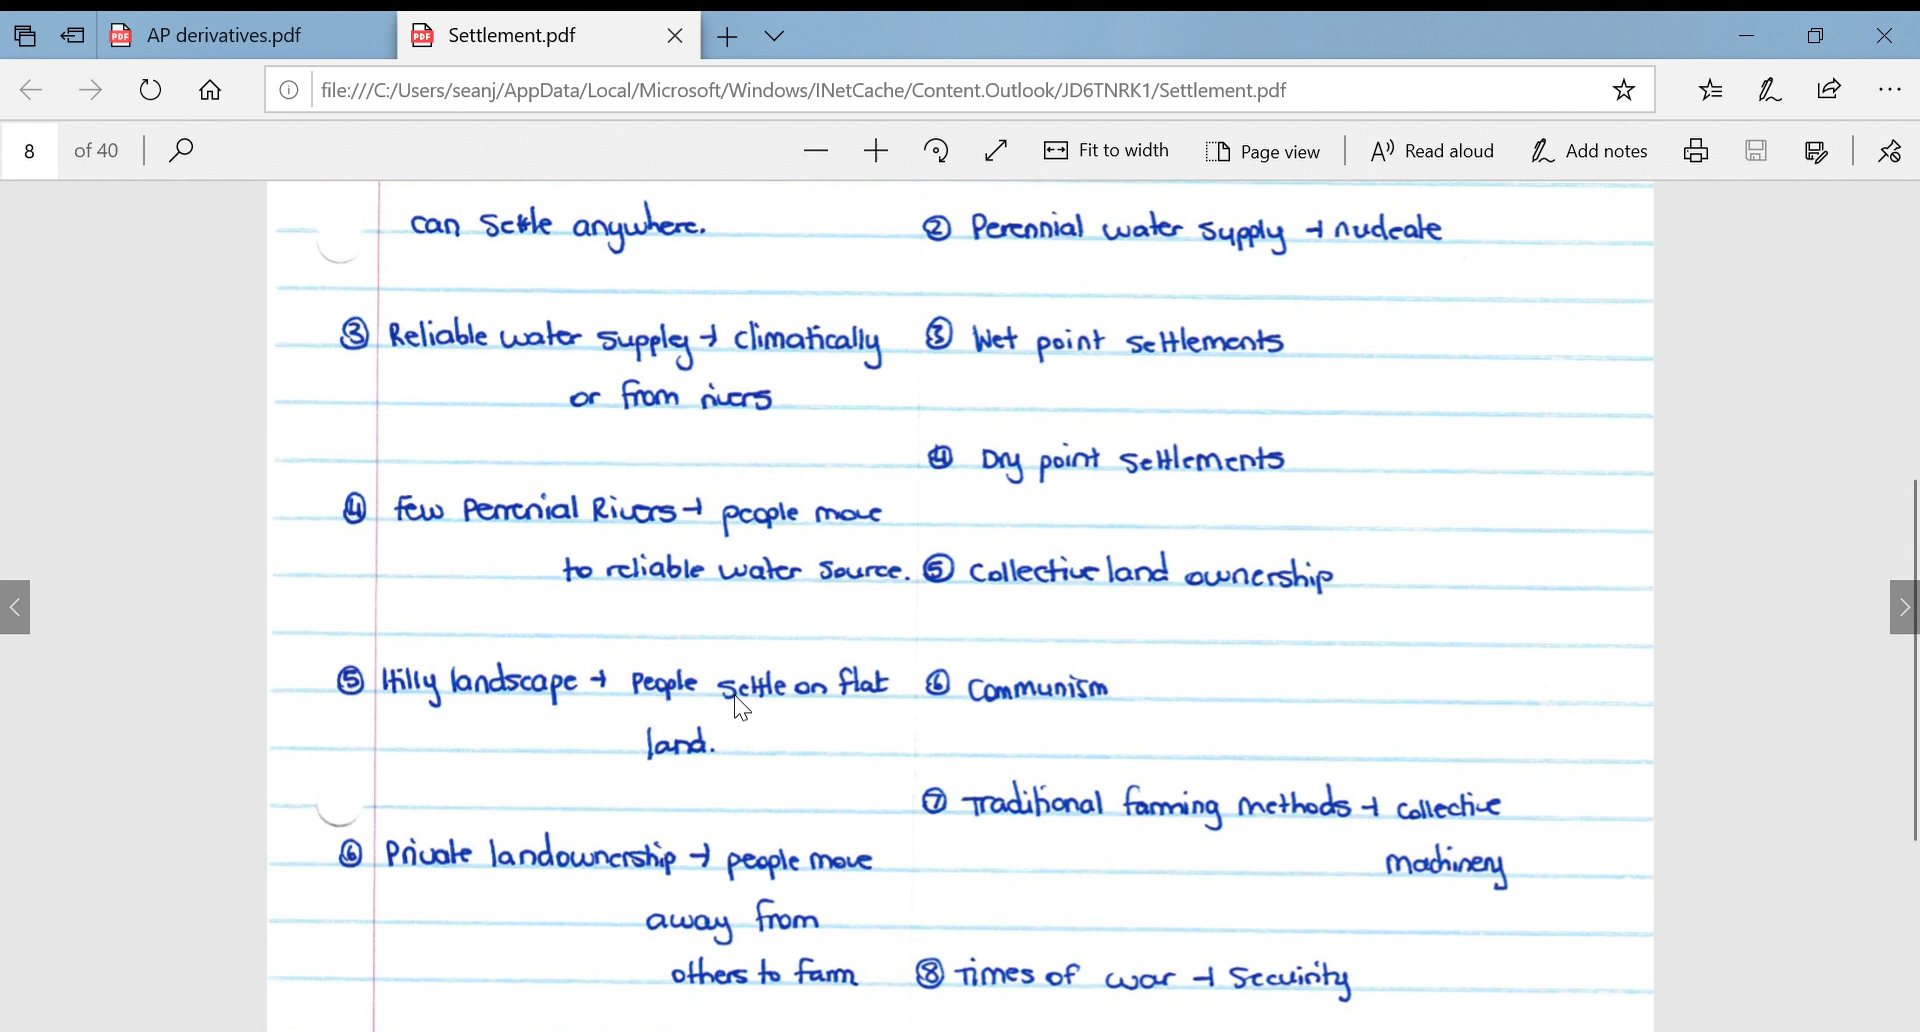 AP derivatives.pdf
Settlement.pdf
file:///C:/Users/seanj/AppData/Local/Microsoft/Windows/INetCache/Content.Outlook/JD6TNRK1/Settlement.pdf
8 of 40
Fit to width
Page view
Read aloud
Add notes
can settle anywhere.
③ Reliable water supply → climatically
or from rivers
④ few Perrenial Rivers → people move
to reliable water source.
⑤ Hilly landscape → People settle on flat
land.
⑥ Private landownership → people move
away from
others to farm
② Perennial water supply → nucleate
③ Wet point settlements
④ Dry point settlements
⑤ Collective land ownership
⑥ Communism
⑦ Traditional farming methods → collective
machinery
⑧ Times of war → Secuirity